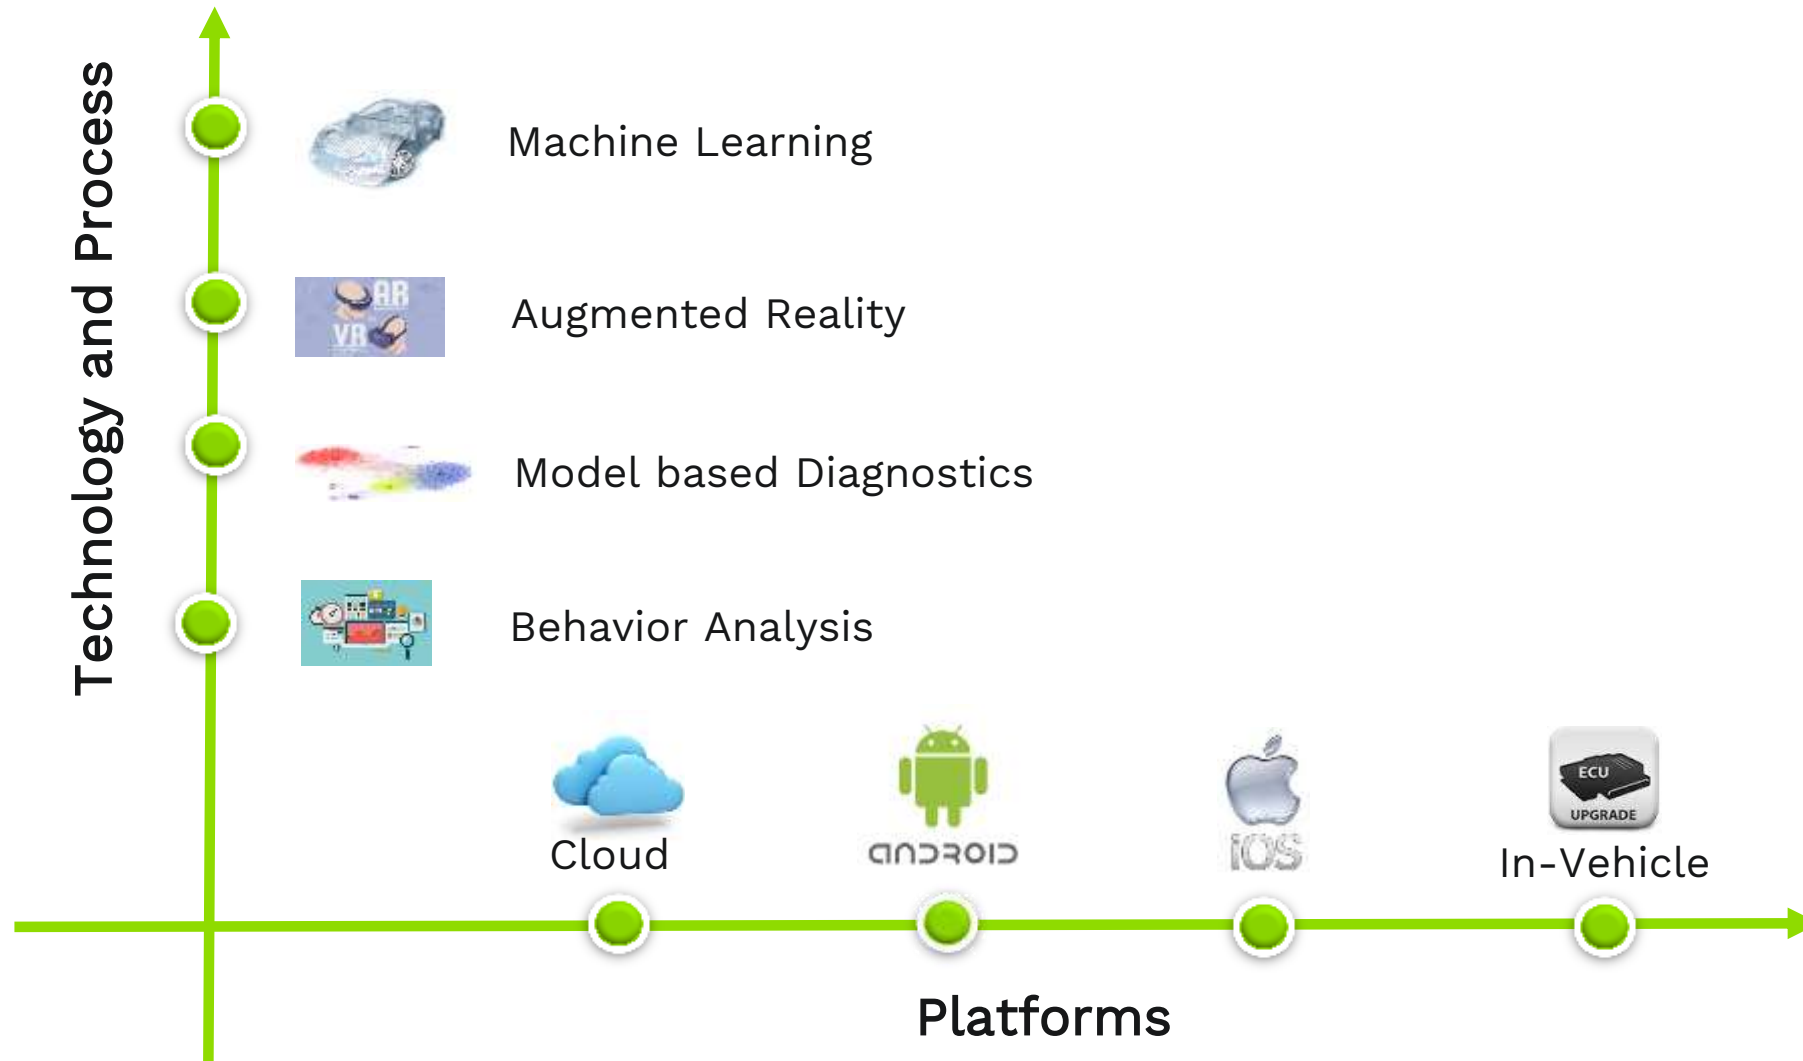 Technology and Process
Machine Learning
AR
VR
Augmented Reality
Model based Diagnostics
Behavior Analysis
Cloud
ANDROID
iOS
ECU
UPGRADE
In-Vehicle
Platforms